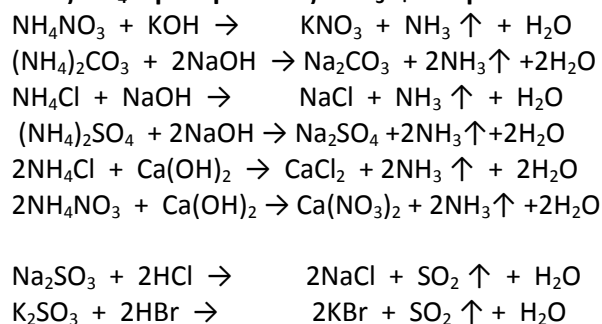 NH₄NO₃ + KOH → KNO₃ + NH₃ ↑ + H₂O
(NH₄)₂CO₃ + 2NaOH → Na₂CO₃ + 2NH₃↑ +2H₂O
NH₄Cl + NaOH → NaCl + NH₃ ↑ + H₂O
(NH₄)₂SO₄ + 2NaOH → Na₂SO₄ +2NH₃↑+2H₂O
2NH₄Cl + Ca(OH)₂ → CaCl₂ + 2NH₃ ↑ + 2H₂O
2NH₄NO₃ + Ca(OH)₂ → Ca(NO₃)₂ + 2NH₃↑ +2H₂O
Na₂SO₃ + 2HCl → 2NaCl + SO₂ ↑ + H₂O
K₂SO₃ + 2HBr → 2KBr + SO₂ ↑ + H₂O